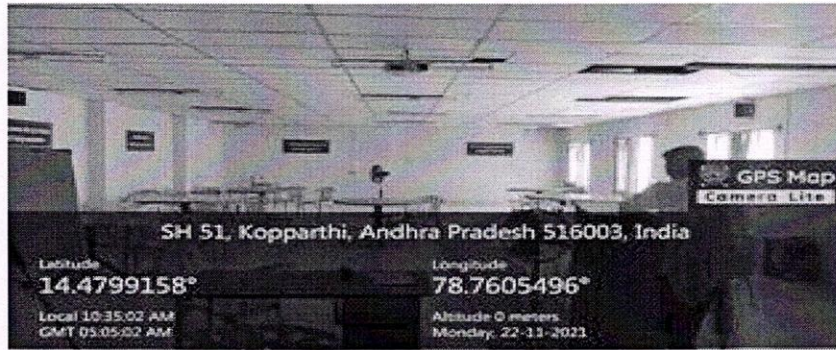 GPS Map
Camera Lite
SH 51, Kopparthi, Andhra Pradesh 516003, India
Latitude
14.4799158°
Longitude
78.7605496°
Local 10:35:02 AM
GMT 05:05:02 AM
Altitude 0 meters
Monday, 22-11-2021